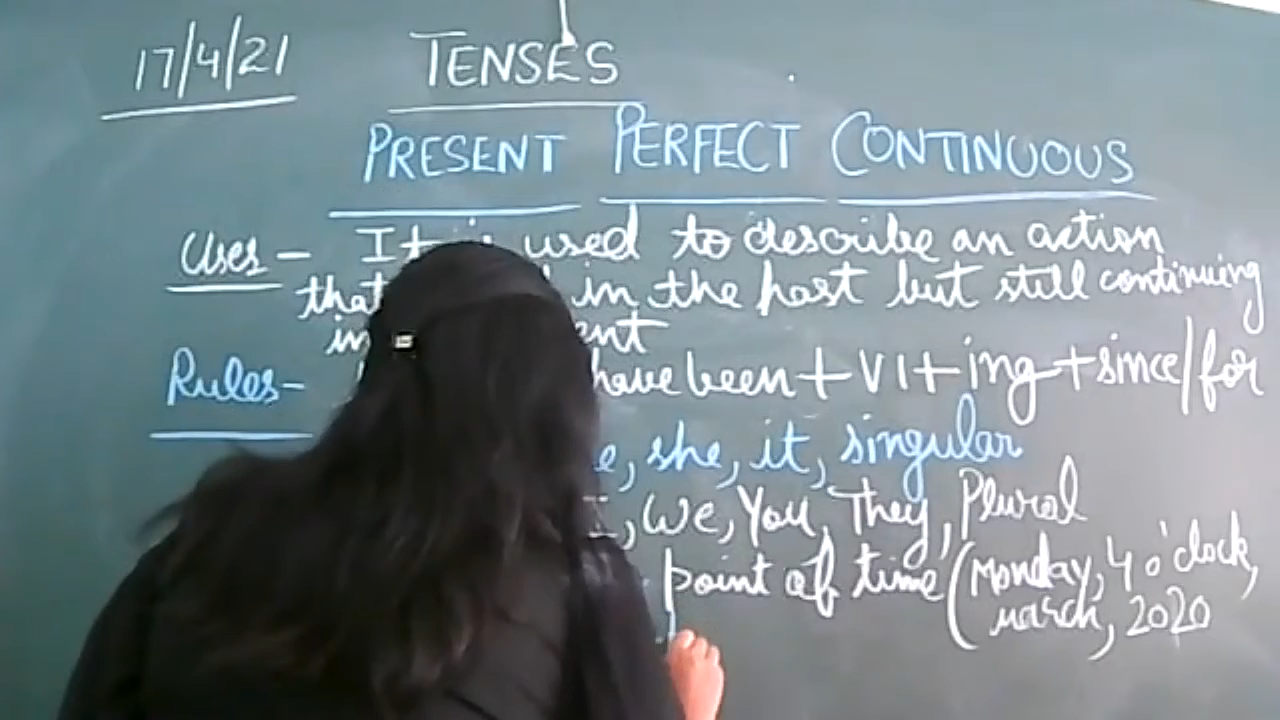 17/4/21 TENSES
PRESENT PERFECT CONTINUOUS
Uses - It is used to describe an action
that in the past but still continuing
in
Rules- have been + V1 + ing + since/for
she, it, singular
I, We, You, They, Plural
point of time (Monday, 4 o'clock,
march, 2020